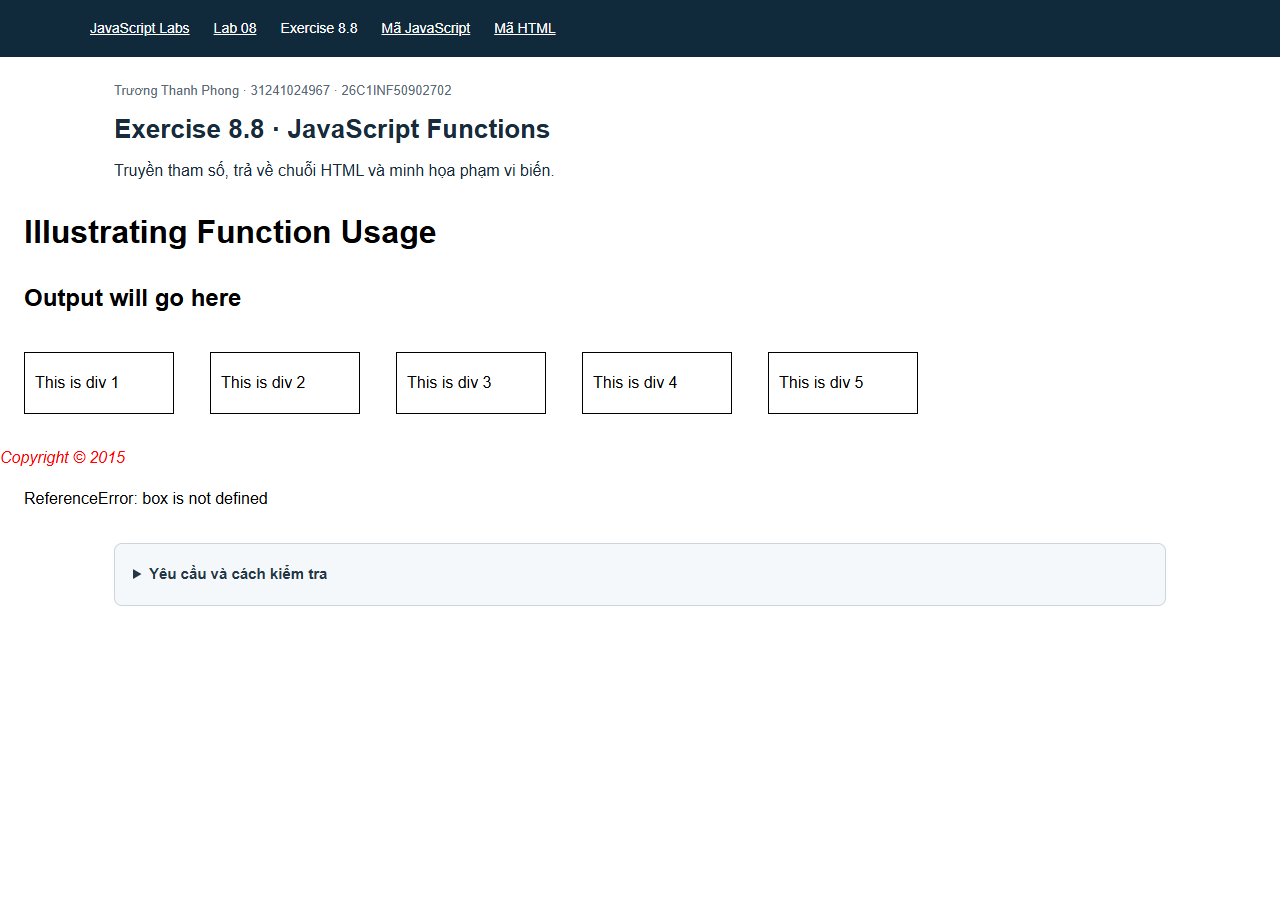 JavaScript Labs Lab 08 Exercise 8.8 Mã JavaScript Mã HTML
Trương Thanh Phong · 31241024967 · 26C1INF50902702
Exercise 8.8 · JavaScript Functions
Truyền tham số, trả về chuỗi HTML và minh họa phạm vi biến.
Illustrating Function Usage
Output will go here
This is div 1 This is div 2 This is div 3 This is div 4 This is div 5
Copyright © 2015
ReferenceError: box is not defined
Yêu cầu và cách kiểm tra